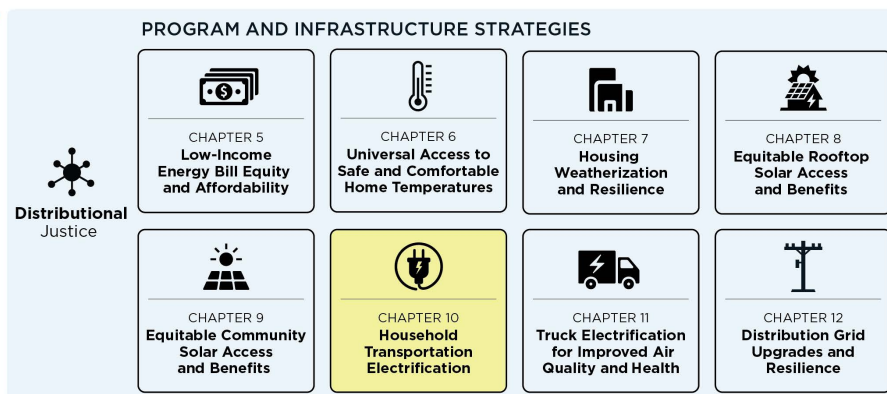 PROGRAM AND INFRASTRUCTURE STRATEGIES
Distributional
Justice
CHAPTER 5
Low-Income
Energy Bill Equity
and Affordability
CHAPTER 6
Universal Access to
Safe and Comfortable
Home Temperatures
CHAPTER 7
Housing
Weatherization
and Resilience
CHAPTER 8
Equitable Rooftop
Solar Access
and Benefits
CHAPTER 9
Equitable Community
Solar Access
and Benefits
CHAPTER 10
Household
Transportation
Electrification
CHAPTER 11
Truck Electrification
for Improved Air
Quality and Health
CHAPTER 12
Distribution Grid
Upgrades and
Resilience